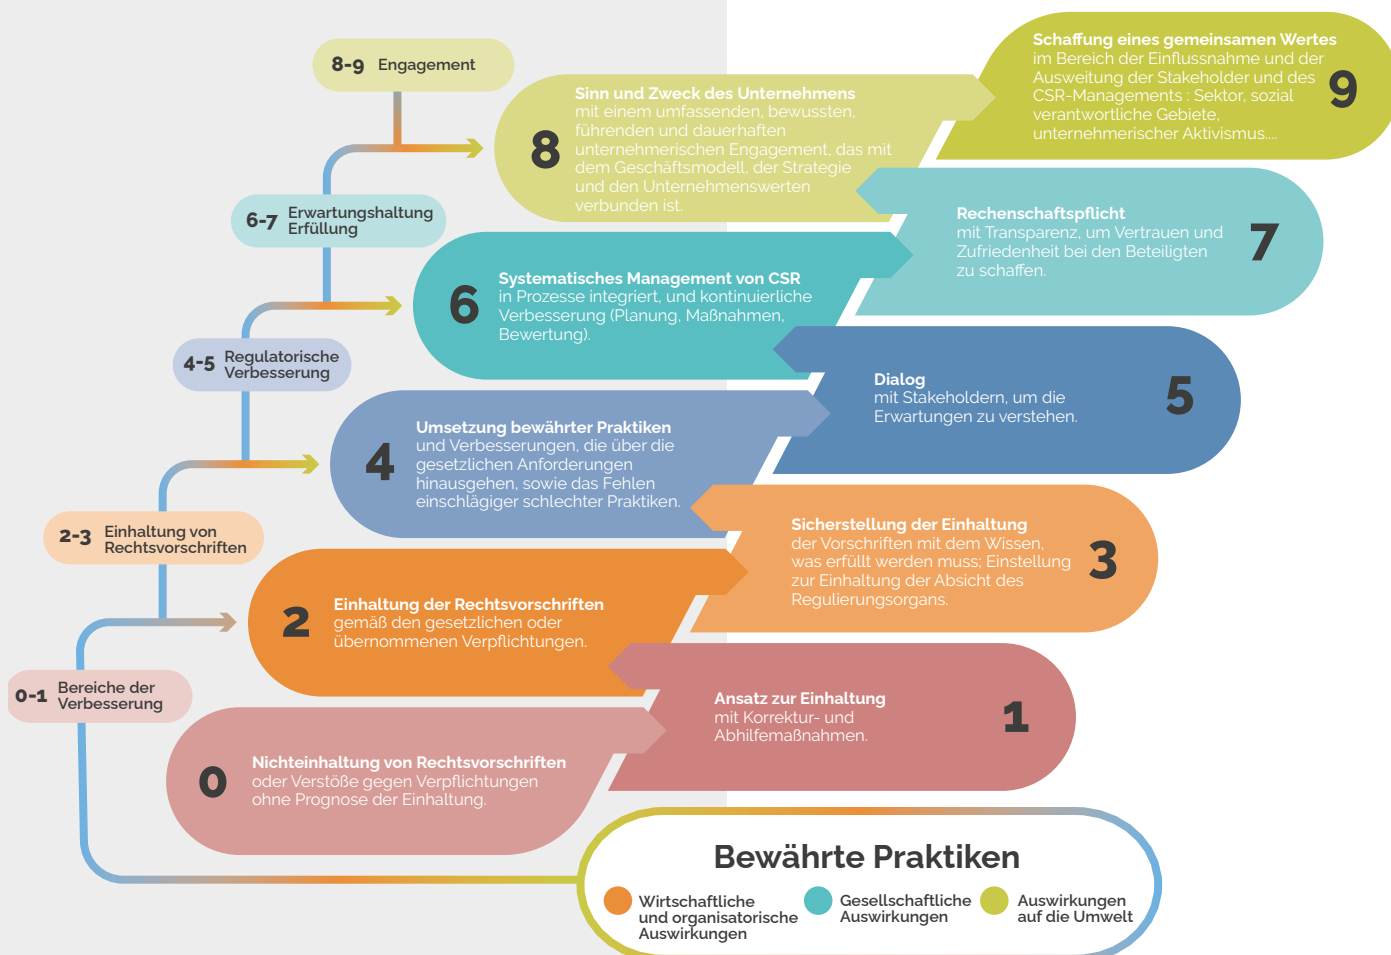 8-9 Engagement
Schaffung eines gemeinsamen Wertes
im Bereich der Einflussnahme und der
Ausweitung der Stakeholder und des
CSR-Managements : Sektor, sozial
verantwortliche Gebiete,
unternehmerischer Aktivismus....
9
8
Sinn und Zweck des Unternehmens
mit einem umfassenden, bewussten,
führenden und dauerhaften
unternehmerischen Engagement, das mit
dem Geschäftsmodell, der Strategie
und den Unternehmenswerten
verbunden ist.
6-7 Erwartungshaltung
Erfüllung
Rechenschaftspflicht
mit Transparenz, um Vertrauen und
Zufriedenheit bei den Beteiligten
zu schaffen.
7
6
Systematisches Management von CSR
in Prozesse integriert, und kontinuierliche
Verbesserung (Planung, Maßnahmen,
Bewertung).
4-5 Regulatorische
Verbesserung
Dialog
mit Stakeholdern, um die
Erwartungen zu verstehen.
5
4
Umsetzung bewährter Praktiken
und Verbesserungen, die über die
gesetzlichen Anforderungen
hinausgehen, sowie das Fehlen
einschlägiger schlechter Praktiken.
2-3 Einhaltung von
Rechtsvorschriften
Sicherstellung der Einhaltung
der Vorschriften mit dem Wissen,
was erfüllt werden muss; Einstellung
zur Einhaltung der Absicht des
Regulierungsorgans.
3
2
Einhaltung der Rechtsvorschriften
gemäß den gesetzlichen oder
übernommenen Verpflichtungen.
0-1 Bereiche der
Verbesserung
Ansatz zur Einhaltung
mit Korrektur- und
Abhilfemaßnahmen.
1
0
Nichteinhaltung von Rechtsvorschriften
oder Verstöße gegen Verpflichtungen
ohne Prognose der Einhaltung.
Bewährte Praktiken
Wirtschaftliche
und organisatorische
Auswirkungen
Gesellschaftliche
Auswirkungen
Auswirkungen
auf die Umwelt